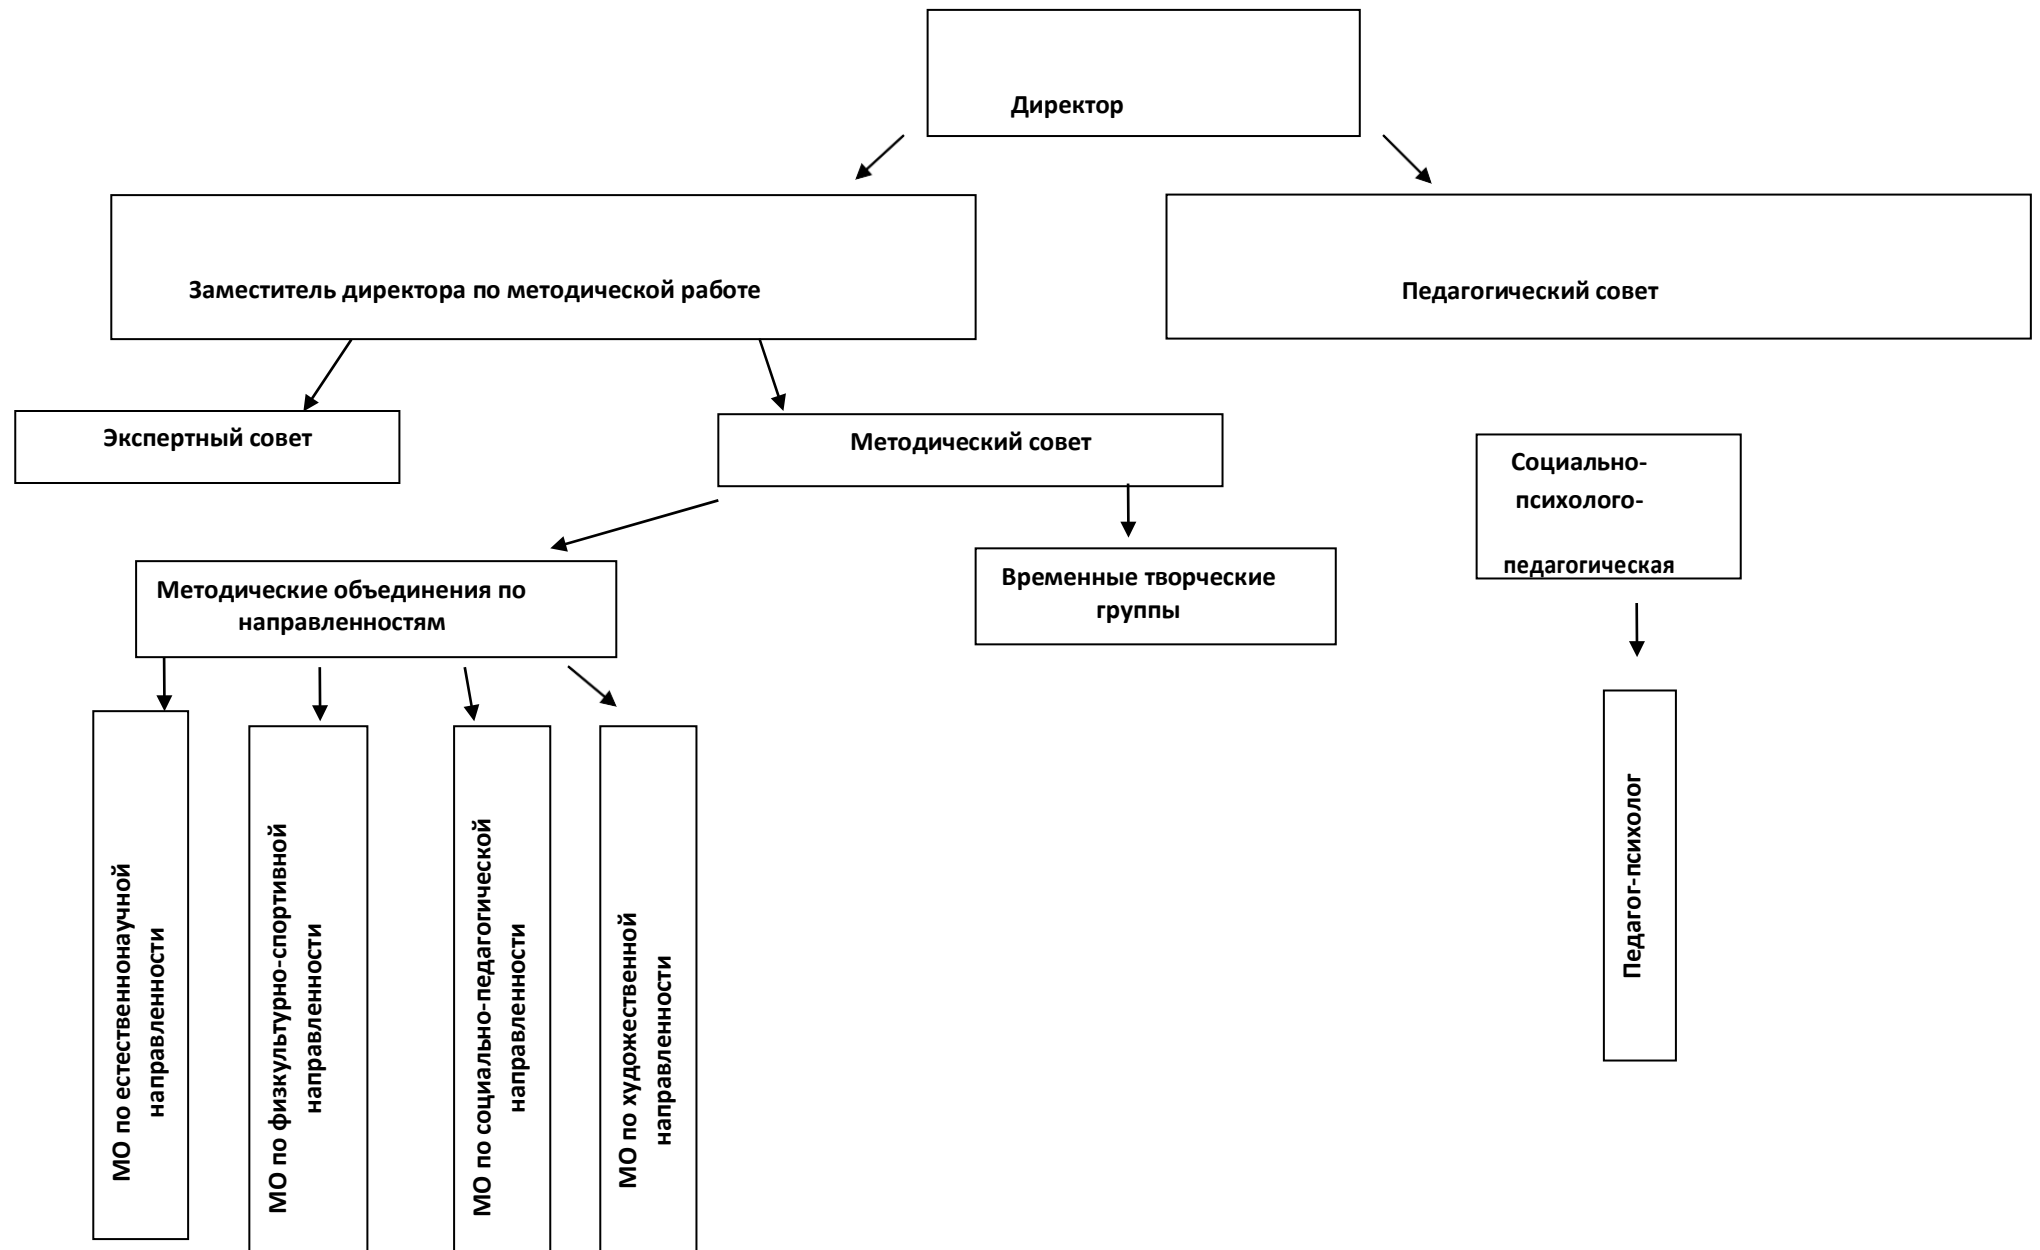 Директор
Заместитель директора по методической работе
Педагогический совет
Экспертный совет
Методический совет
Социально-
психолого-
педагогическая
Методические объединения по
направленностям
Временные творческие
группы
МО по естественнонаучной
направленности
МО по физкультурно-спортивной
направленности
МО по социально-педагогической
направленности
МО по художественной
направленности
Педагог-психолог